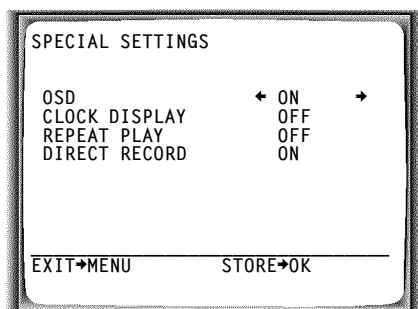 SPECIAL SETTINGS
OSD ← ON →
CLOCK DISPLAY OFF
REPEAT PLAY OFF
DIRECT RECORD ON
EXIT→MENU STORE→OK